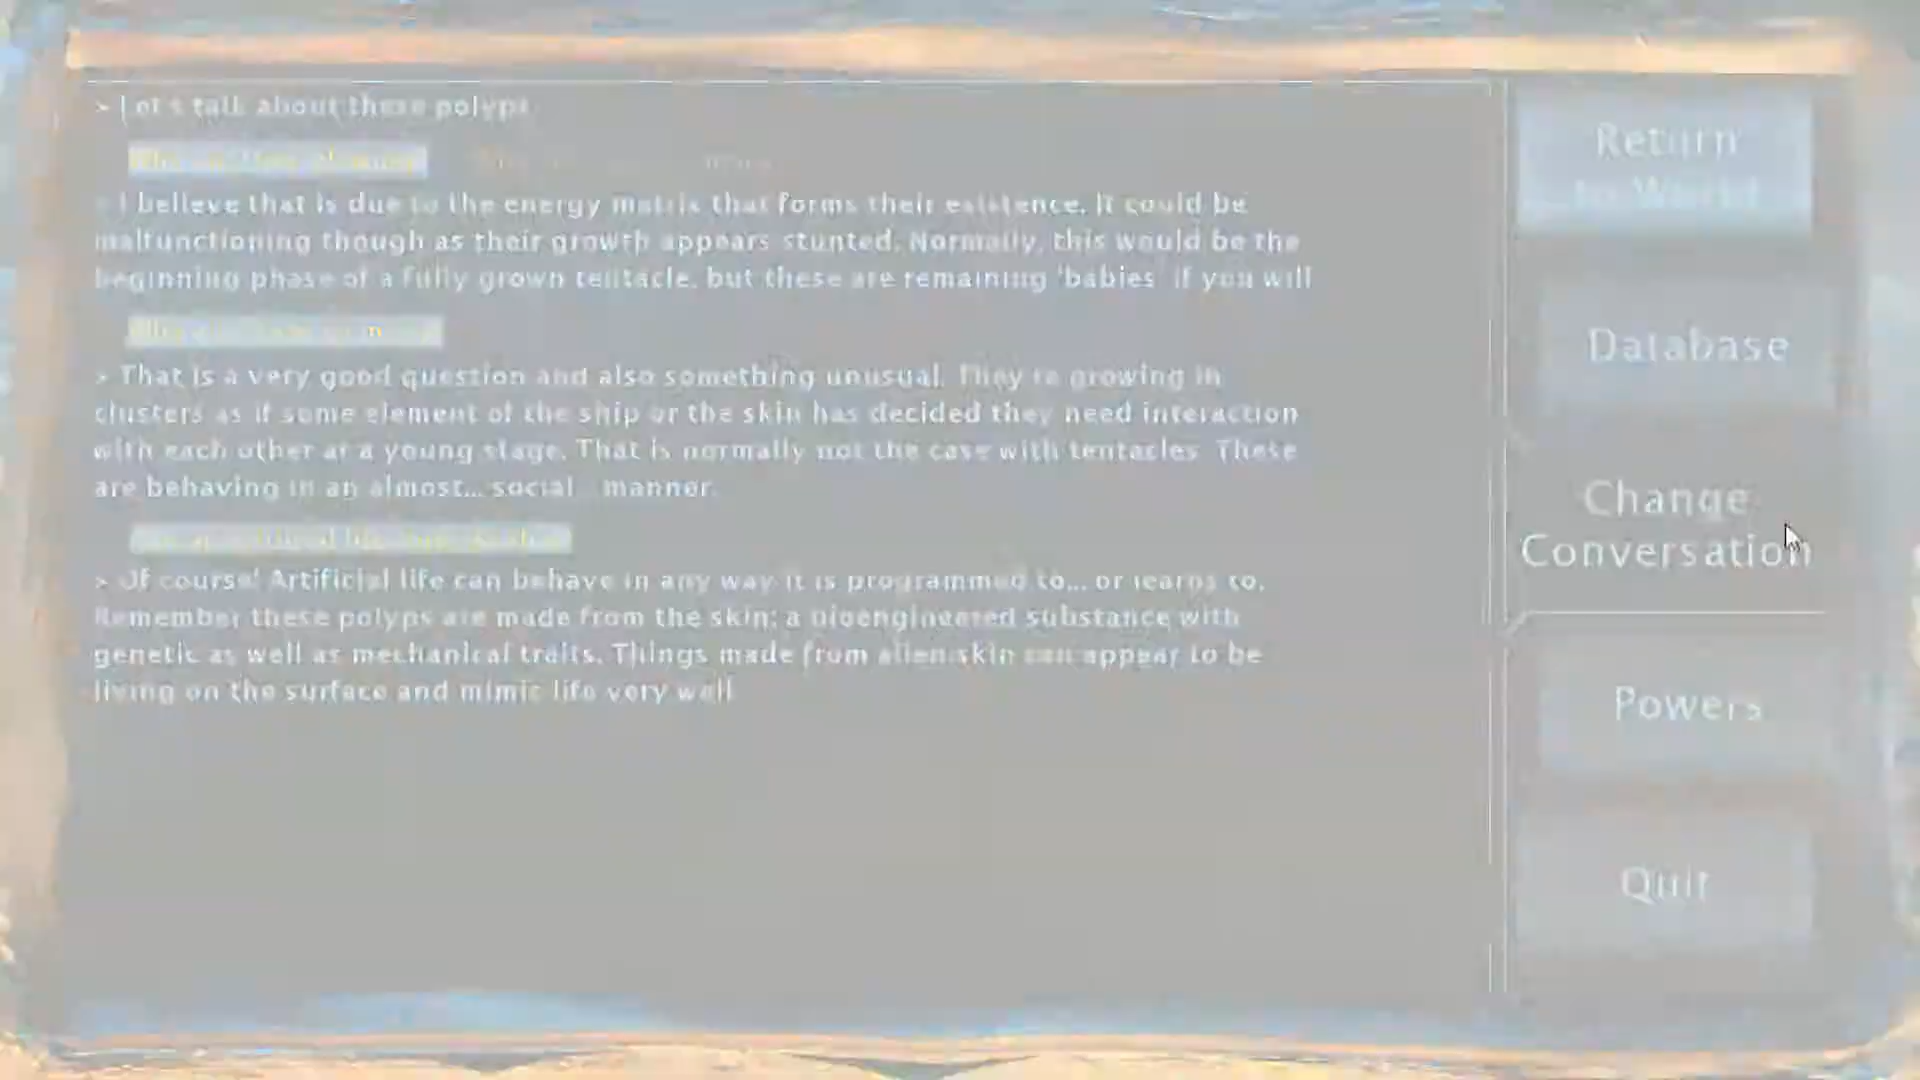 > Let's talk about these polyps
> I believe that is due to the energy matrix that forms their existence. It could be
malfunctioning though as their growth appears stunted. Normally, this would be the
beginning phase of a fully grown tentacle, but these are remaining 'babies' if you will
> That is a very good question and also something unusual. They're growing in
clusters as if some element of the ship or the skin has decided they need interaction
with each other at a young stage. That is normally not the case with tentacles. These
are behaving in an almost... social... manner.
> Of course! Artificial life can behave in any way it is programmed to... or learns to.
Remember these polyps are made from the skin; a bioengineered substance with
genetic as well as mechanical traits. Things made from alien skin can appear to be
living on the surface and mimic life very well
Return
to World
Database
Change
Conversation
Powers
Quit